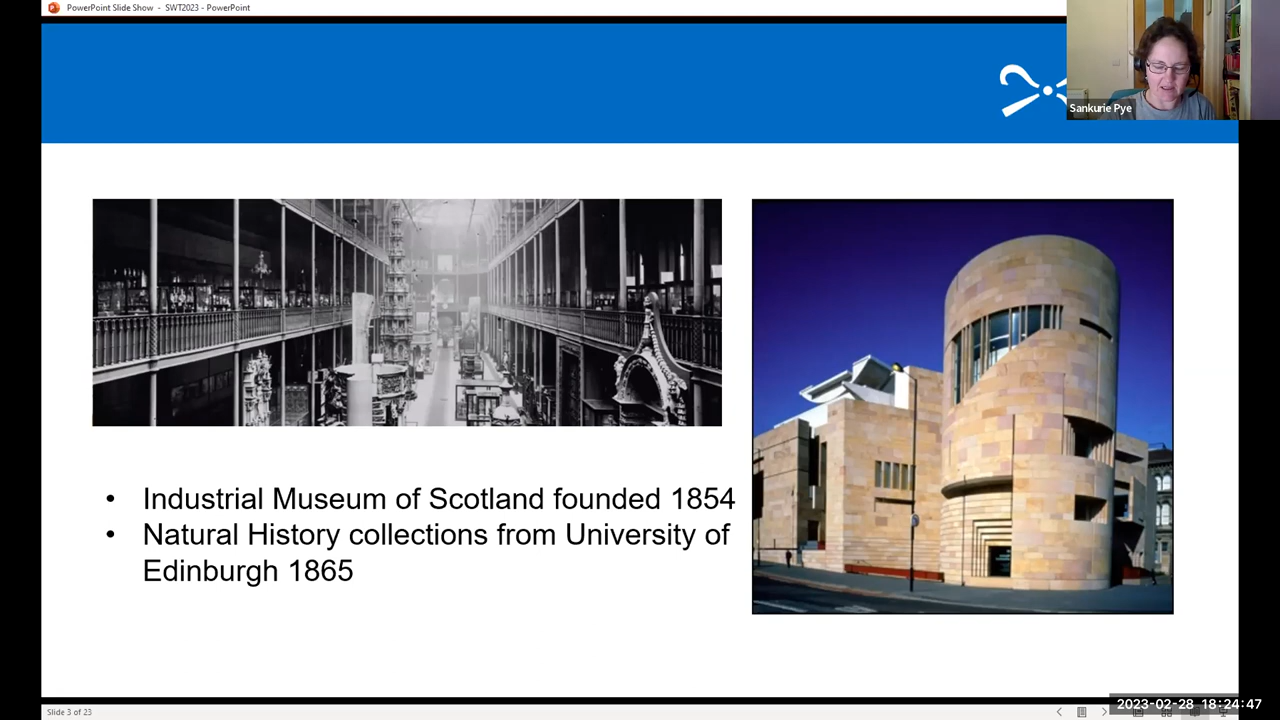 PowerPoint Slide Show - SWT2023 - PowerPoint
Sankurie Pye
• Industrial Museum of Scotland founded 1854
• Natural History collections from University of
Edinburgh 1865
Slide 3 of 23
2023-02-28 18:24:47